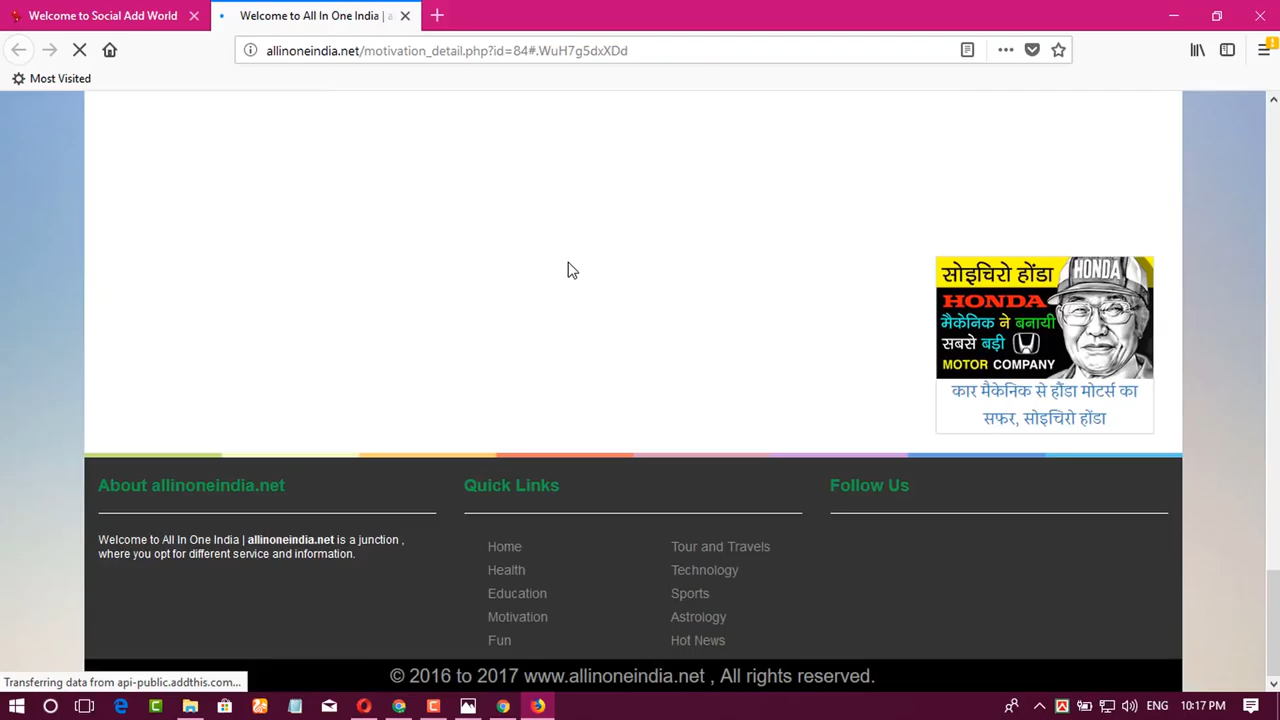 Welcome to Social Add World
Welcome to All In One India | a
allinoneindia.net/motivation_detail.php?id=84#.WuH7g5dxXDd
Most Visited
सोइचिरो होंडा
HONDA
HONDA
मैकेनिक ने बनायी
सबसे बड़ी
MOTOR COMPANY
कार मैकेनिक से हौंडा मोटर्स का
सफर, सोइचिरो होंडा
About allinoneindia.net
Quick Links
Follow Us
Welcome to All In One India | allinoneindia.net is a junction ,
where you opt for different service and information.
Home
Tour and Travels
Health
Technology
Education
Sports
Motivation
Astrology
Fun
Hot News
© 2016 to 2017 www.allinoneindia.net , All rights reserved.
Transferring data from api-public.addthis.com...
ENG
10:17 PM